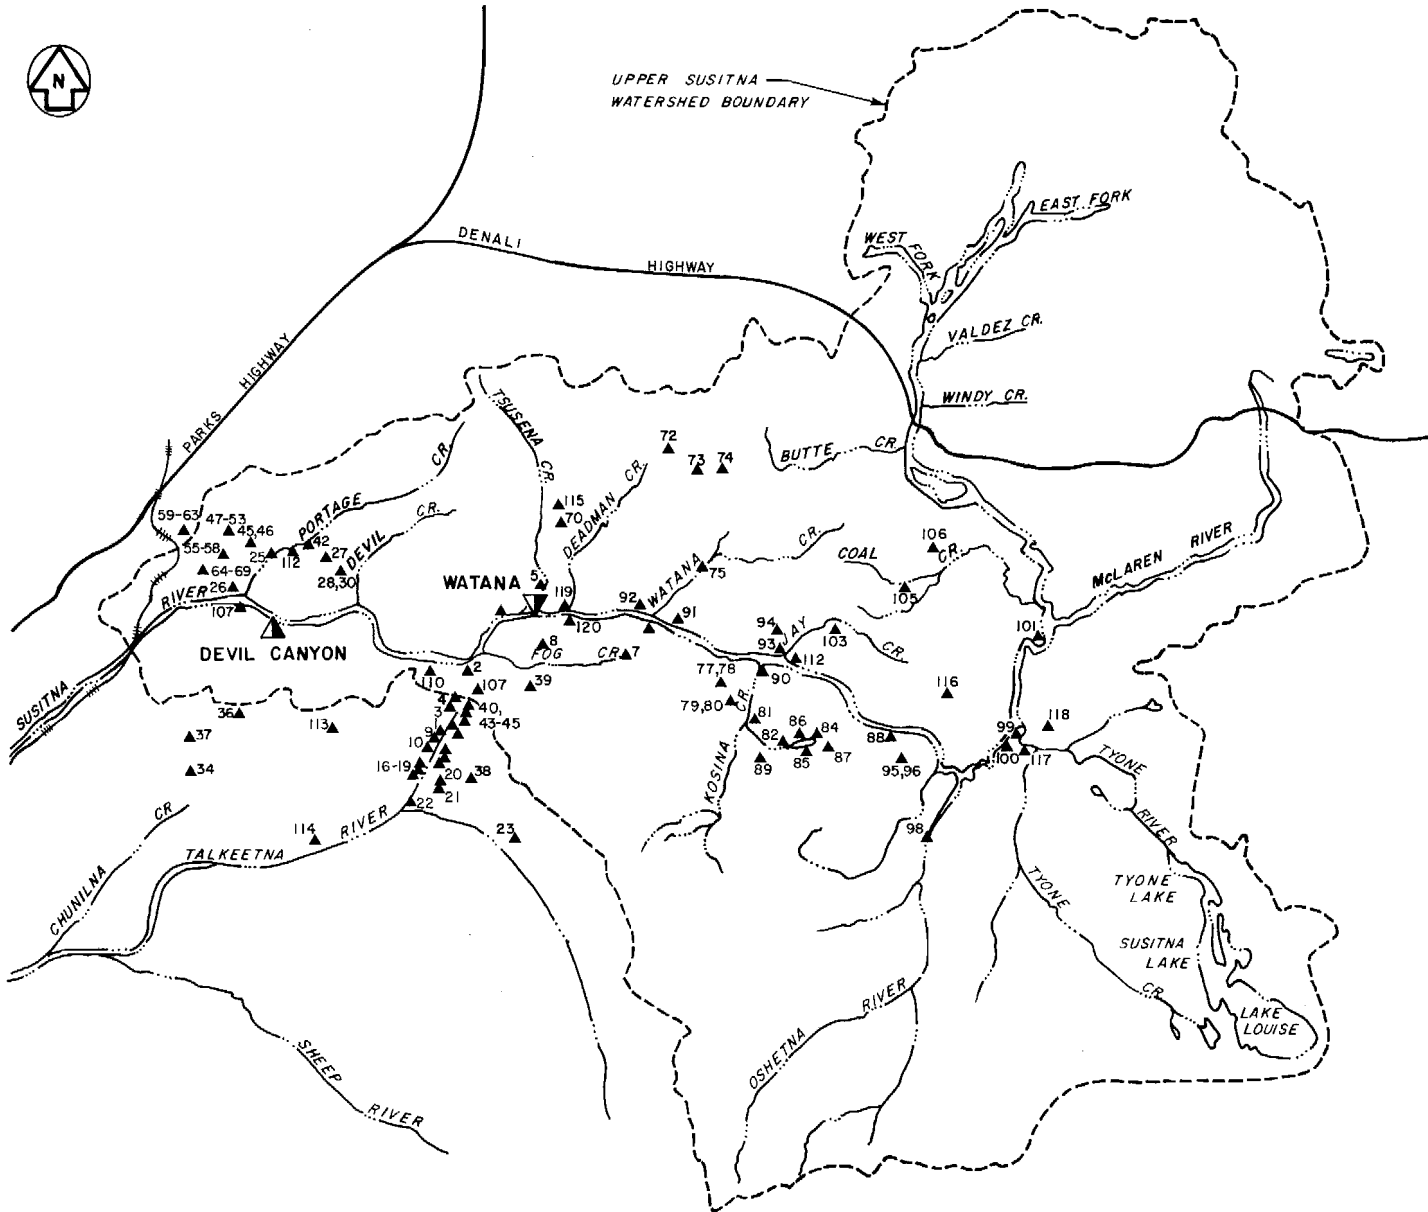 N
UPPER SUSITNA
WATERSHED BOUNDARY
EAST FORK
WEST FORK
DENALI
HIGHWAY
VALDEZ CR.
WINDY CR.
PARKS HIGHWAY
TSUSENA CR.
BUTTE CR.
72
73
74
PORTAGE CR.
DEVIL CR.
DEADMAN CR.
115
70
59-63
47-53
45,46
55-58
25
112
42
27
28,30
64-69
26
107
RIVER
SUSITNA
DEVIL CANYON
WATANA
5
119
120
92
WATANA CR.
75
91
COAL CR.
106
105
McLAREN RIVER
101
94
93
JAY CR.
103
112
90
8
FOG CR.
7
39
2
110
107
4
3
40,
43-45
1
9
10
16-19
20
21
22
38
23
36
37
34
113
114
77,78
79,80
81
82
86
84
85
87
89
88
95,96
116
98
99
100
117
118
KOSINA CR.
TYONE RIVER
TYONE LAKE
SUSITNA LAKE
LAKE LOUISE
TYONE CR.
OSHETNA RIVER
CHUNILNA CR
TALKEETNA RIVER
SHEEP RIVER